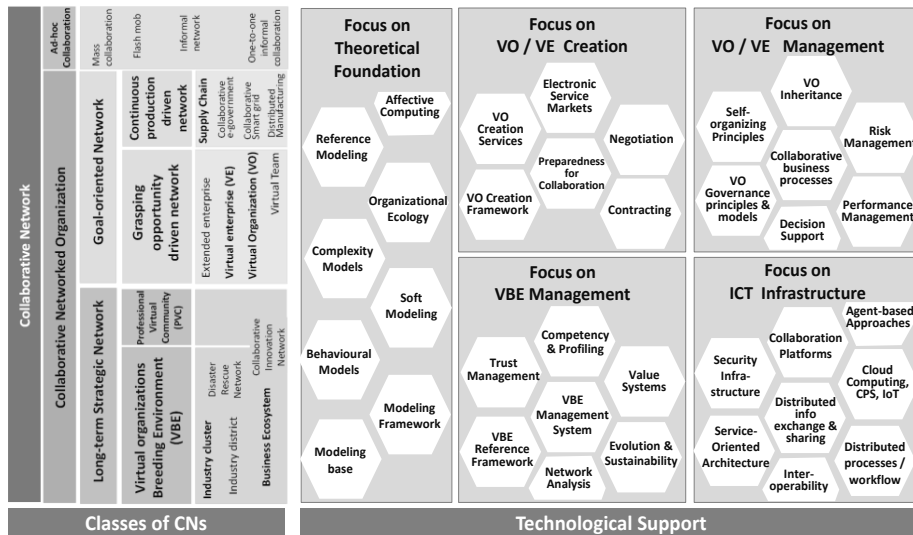 Collaborative Network
Ad-hoc
Collaboration
Mass
collaboration
Flash mob
Informal
network
One-to-one
informal
collaboration
Collaborative Networked Organization
Goal-oriented Network
Continuous
production
driven
network
Supply Chain
Collaborative
e-government
Collaborative
Smart grid
Distributed
Manufacturing
Grasping
opportunity
driven network
Extended enterprise
Virtual enterprise (VE)
Virtual Organization (VO)
Virtual Team
Long-term Strategic Network
Professional
Virtual
Community
(PVC)
Virtual organizations
Breeding Environment
(VBE)
Industry cluster
Industry district
Disaster
Rescue
Network
Business Ecosystem
Collaborative
Innovation
Network
Classes of CNs
Focus on
Theoretical
Foundation
Affective
Computing
Reference
Modeling
Organizational
Ecology
Complexity
Models
Soft
Modeling
Behavioural
Models
Modeling
Framework
Modeling
base
Focus on
VO / VE Creation
Electronic
Service
Markets
VO
Creation
Services
Negotiation
Preparedness
for
Collaboration
VO Creation
Framework
Contracting
Focus on
VO / VE Management
VO
Inheritance
Self-
organizing
Principles
Risk
Management
Collaborative
business
processes
VO
Governance
principles
& models
Performance
Management
Decision
Support
Focus on
VBE Management
Competency
& Profiling
Trust
Management
Value
Systems
VBE
Management
System
VBE
Reference
Framework
Evolution &
Sustainability
Network
Analysis
Focus on
ICT Infrastructure
Agent-based
Approaches
Collaboration
Platforms
Security
Infra-
structure
Cloud
Computing,
CPS, IoT
Distributed
info
exchange
& sharing
Service-
Oriented
Architecture
Distributed
processes /
workflow
Inter-
operability
Technological Support